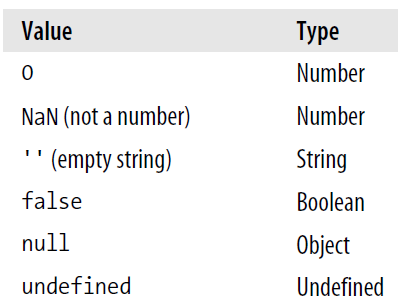 Value Type
0 Number
NaN (not a number) Number
'' (empty string) String
false Boolean
null Object
undefined Undefined